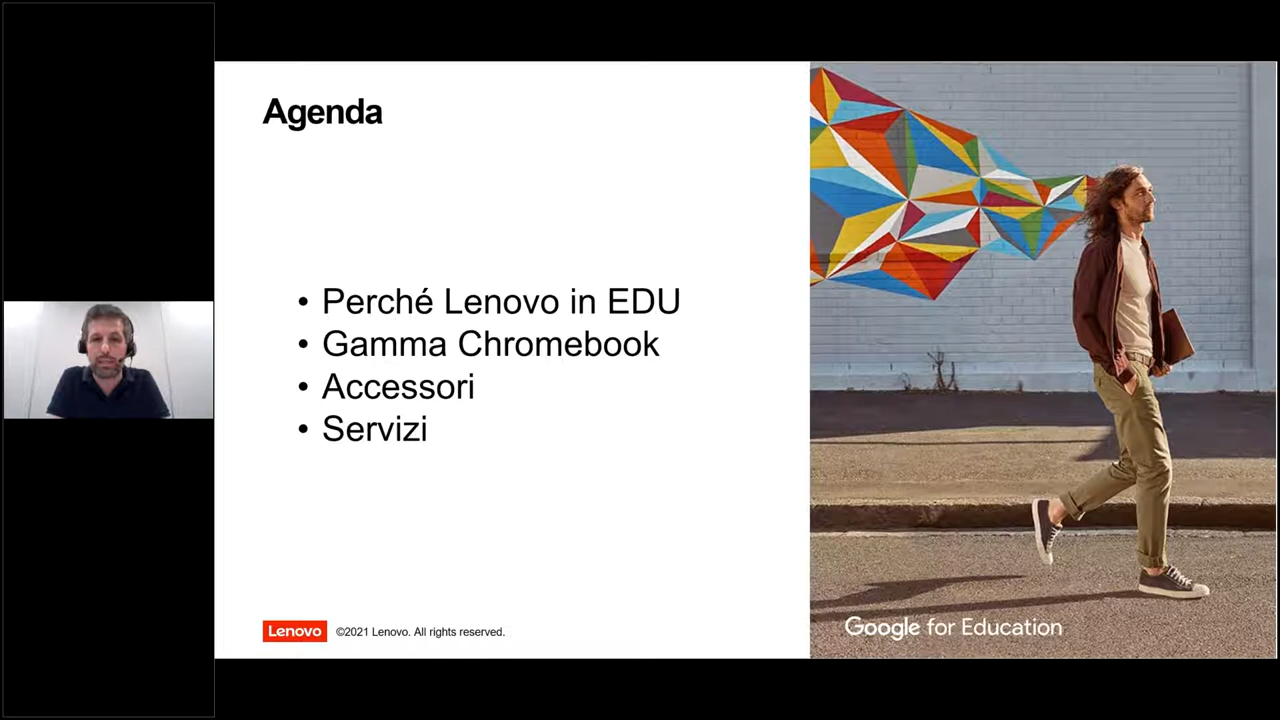 Agenda
• Perché Lenovo in EDU
• Gamma Chromebook
• Accessori
• Servizi
Lenovo ©2021 Lenovo. All rights reserved.
Google for Education